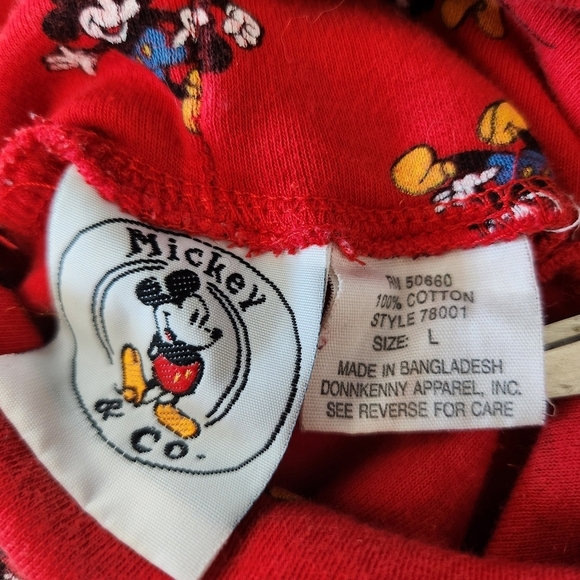 Mickey
& Co.
RN 50660
100% COTTON
STYLE 78001
SIZE: L
MADE IN BANGLADESH
DONNKENNY APPAREL, INC.
SEE REVERSE FOR CARE